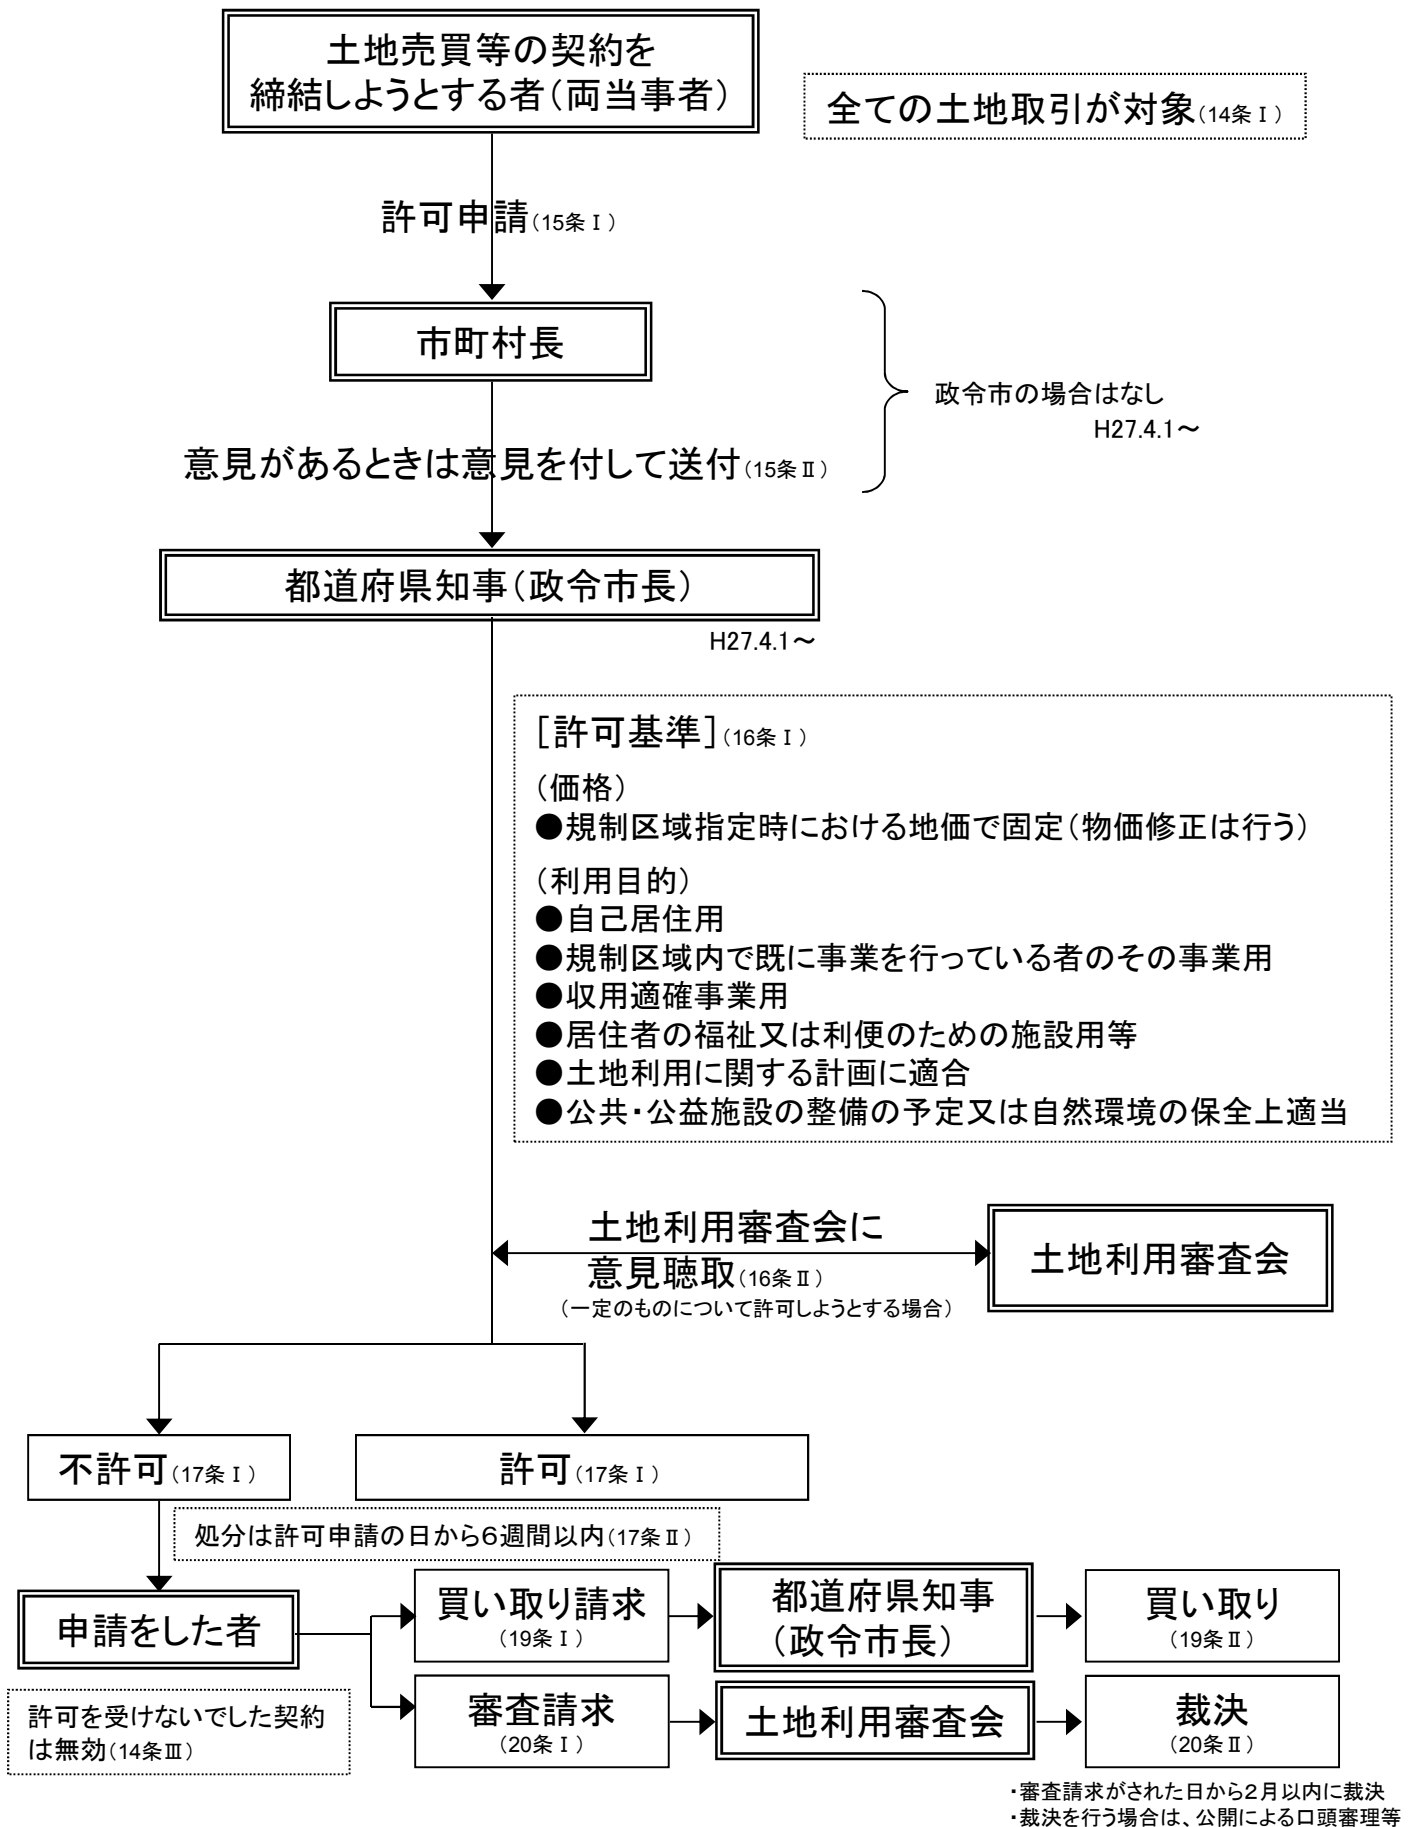 土地売買等の契約を
締結しようとする者（両当事者）
全ての土地取引が対象(14条Ⅰ)
許可申請(15条Ⅰ)
市町村長
政令市の場合はなし
H27.4.1～
意見があるときは意見を付して送付(15条Ⅱ)
都道府県知事（政令市長）
H27.4.1～
［許可基準］(16条Ⅰ)
（価格）
●規制区域指定時における地価で固定（物価修正は行う）
（利用目的）
●自己居住用
●規制区域内で既に事業を行っている者のその事業用
●収用適確事業用
●居住者の福祉又は利便のための施設用等
●土地利用に関する計画に適合
●公共・公益施設の整備の予定又は自然環境の保全上適当
土地利用審査会に
意見聴取(16条Ⅱ)
（一定のものについて許可しようとする場合）
土地利用審査会
不許可(17条Ⅰ)
許可(17条Ⅰ)
処分は許可申請の日から６週間以内(17条Ⅱ)
申請をした者
買い取り請求
(19条Ⅰ)
都道府県知事
（政令市長）
買い取り
(19条Ⅱ)
許可を受けないでした契約
は無効(14条Ⅲ)
審査請求
(20条Ⅰ)
土地利用審査会
裁決
(20条Ⅱ)
・審査請求がされた日から２月以内に裁決
・裁決を行う場合は、公開による口頭審理等